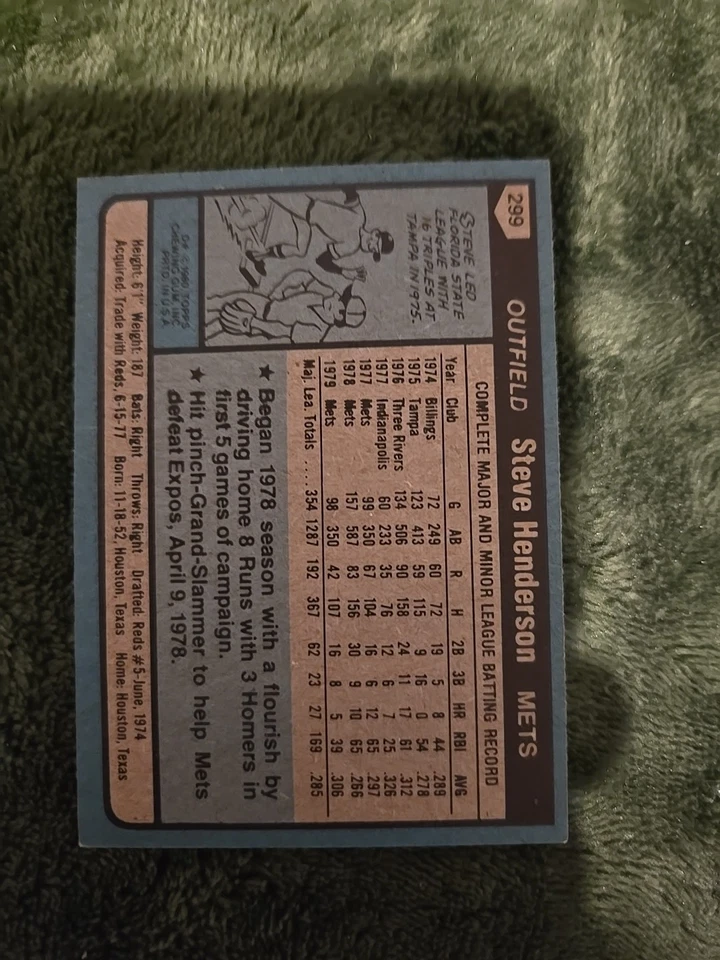 299 OUTFIELD Steve Henderson METS
STEVE LED
FLORIDA STATE
LEAGUE WITH
16 TRIPLES AT
TAMPA IN 1975.
D★ © 1980 TOPPS
CHEWING GUM, INC.
PRTD. IN U.S.A.
COMPLETE MAJOR AND MINOR LEAGUE BATTING RECORD
Year Club G AB R H 2B 3B HR RBI AVG
1974 Billings 72 249 60 72 19 5 8 44 .289
1975 Tampa 123 413 59 115 9 16 0 54 .278
1976 Three Rivers 134 506 90 158 24 11 17 61 .312
1977 Indianapolis 60 233 35 76 12 6 7 25 .326
1977 Mets 99 350 67 104 16 6 12 65 .297
1978 Mets 157 587 83 156 30 9 10 65 .266
1979 Mets 98 350 42 107 16 8 5 39 .306
Maj. Lea. Totals ..... 354 1287 192 367 62 23 27 169 .285
★ Began 1978 season with a flourish by
driving home 8 Runs with 3 Homers in
first 5 games of campaign.
★ Hit pinch-Grand-Slammer to help Mets
defeat Expos, April 9, 1978.
Height: 6'1" Weight: 187 Bats: Right Throws: Right Drafted: Reds #5-June, 1974
Acquired: Trade with Reds, 6-15-77 Born: 11-18-52, Houston, Texas Home: Houston, Texas